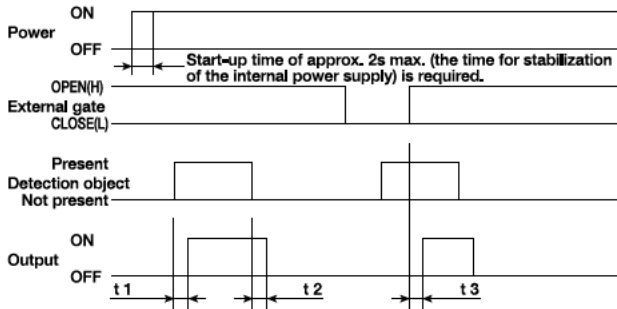 ON
Power
OFF
Start-up time of approx. 2s max. (the time for stabilization
of the internal power supply) is required.
OPEN(H)
External gate
CLOSE(L)
Present
Detection object
Not present
ON
Output
OFF
t 1
t 2
t 3